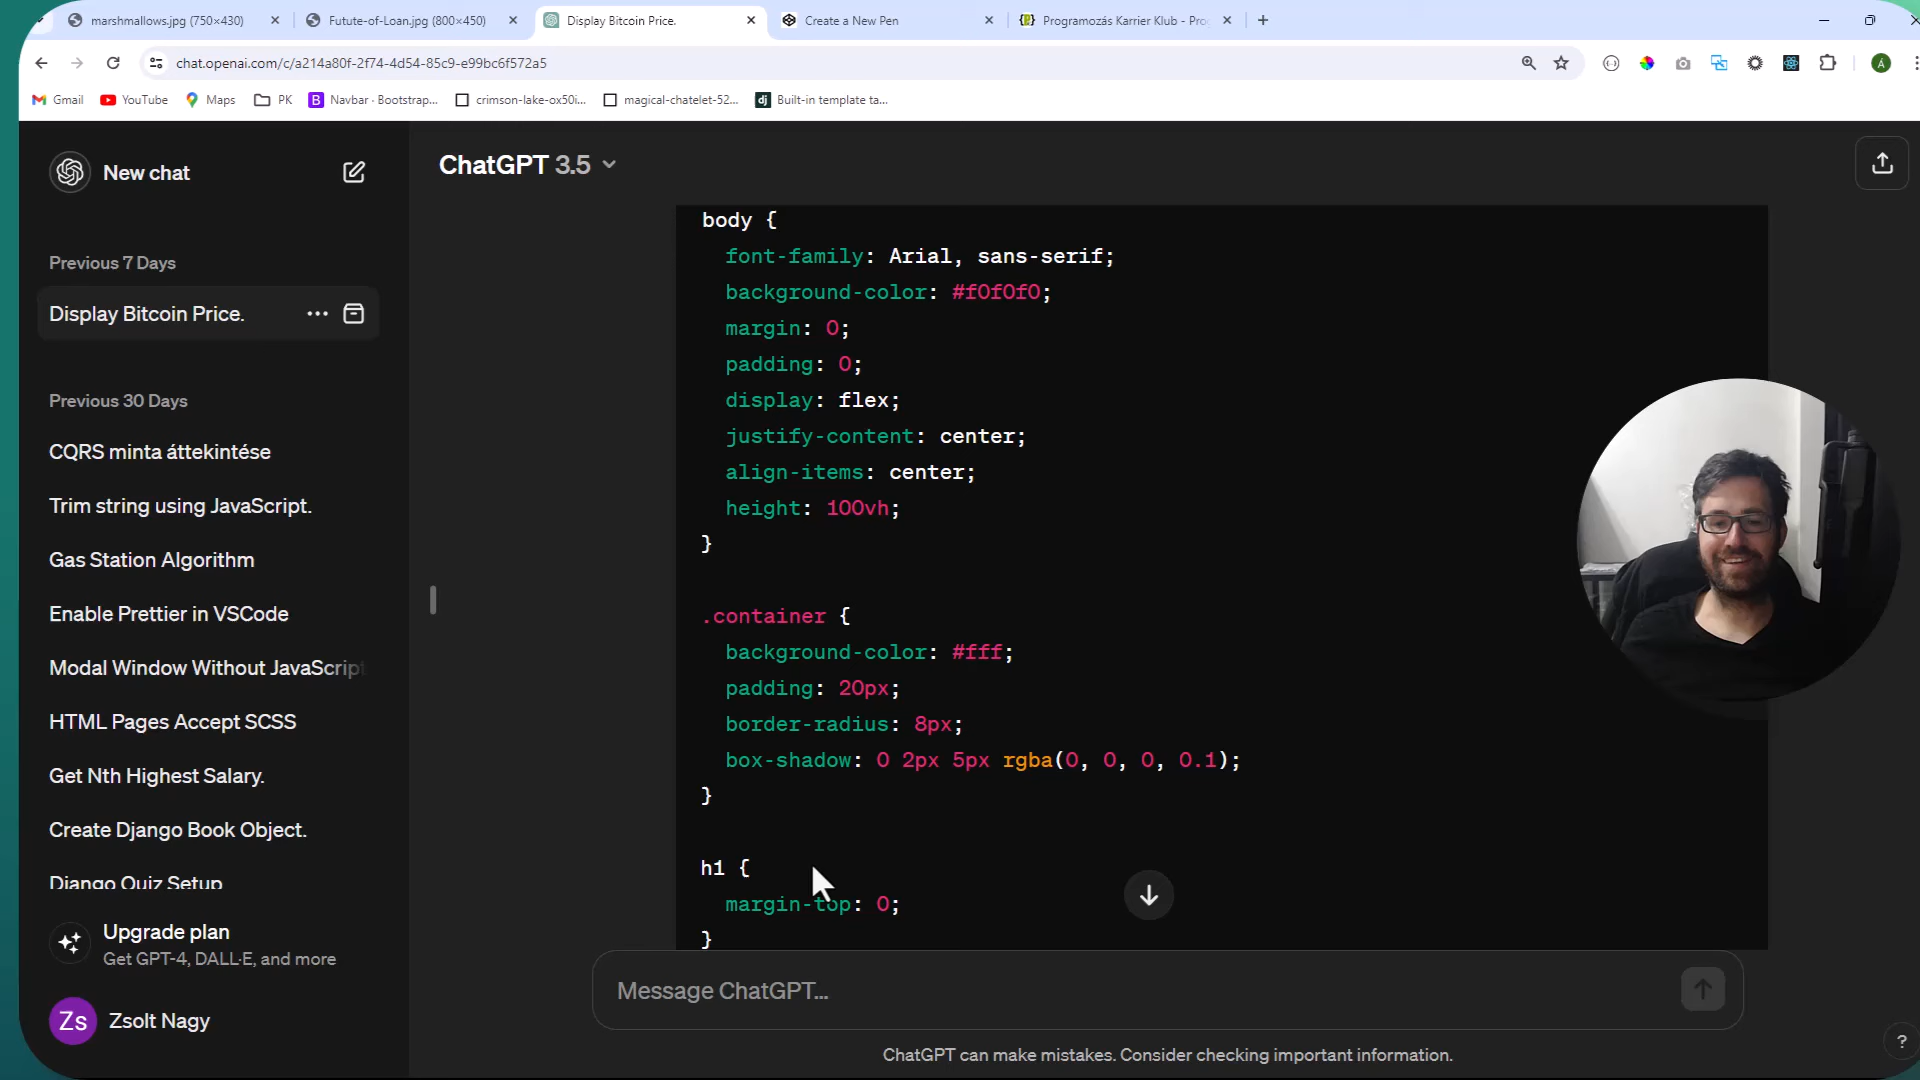 marshmallows.jpg (750×430)
Futute-of-Loan.jpg (800×450)
Display Bitcoin Price.
Create a New Pen
Programozás Karrier Klub - Pro
chat.openai.com/c/a214a80f-2f74-4d54-85c9-e99bc6f572a5
Gmail
YouTube
Maps
PK
Navbar · Bootstrap...
crimson-lake-ox50i...
magical-chatelet-52...
Built-in template ta...
New chat
Previous 7 Days
Display Bitcoin Price.
Previous 30 Days
CQRS minta áttekintése
Trim string using JavaScript.
Gas Station Algorithm
Enable Prettier in VSCode
Modal Window Without JavaScript
HTML Pages Accept SCSS
Get Nth Highest Salary.
Create Django Book Object.
Django Quiz Setup
Upgrade plan
Get GPT-4, DALL·E, and more
Zs
Zsolt Nagy
ChatGPT 3.5
body {
font-family: Arial, sans-serif;
background-color: #f0f0f0;
margin: 0;
padding: 0;
display: flex;
justify-content: center;
align-items: center;
height: 100vh;
}
.container {
background-color: #fff;
padding: 20px;
border-radius: 8px;
box-shadow: 0 2px 5px rgba(0, 0, 0, 0.1);
}
h1 {
margin-top: 0;
}
Message ChatGPT...
ChatGPT can make mistakes. Consider checking important information.
?